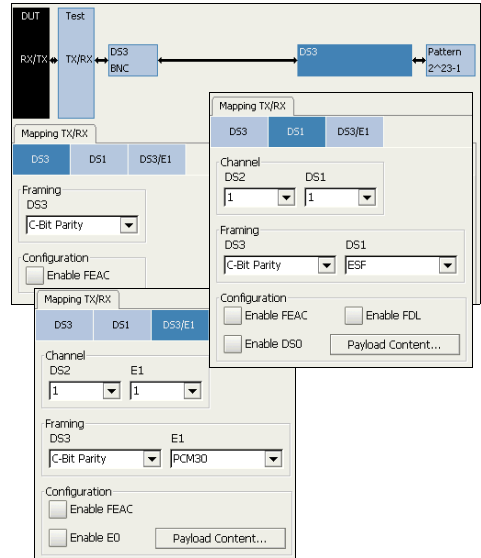 DUT
Test
RX/TX
TX/RX
DS3
BNC
DS3
Pattern
2^23-1
Mapping TX/RX
DS3 DS1 DS3/E1
Framing
DS3
C-Bit Parity
Configuration
Enable FEAC
Mapping TX/RX
DS3 DS1 DS3/E1
Channel
DS2 DS1
1 1
Framing
DS3 DS1
C-Bit Parity ESF
Configuration
Enable FEAC Enable FDL
Enable DS0 Payload Content...
Mapping TX/RX
DS3 DS1 DS3/E1
Channel
DS2 E1
1 1
Framing
DS3 E1
C-Bit Parity PCM30
Configuration
Enable FEAC
Enable E0 Payload Content...